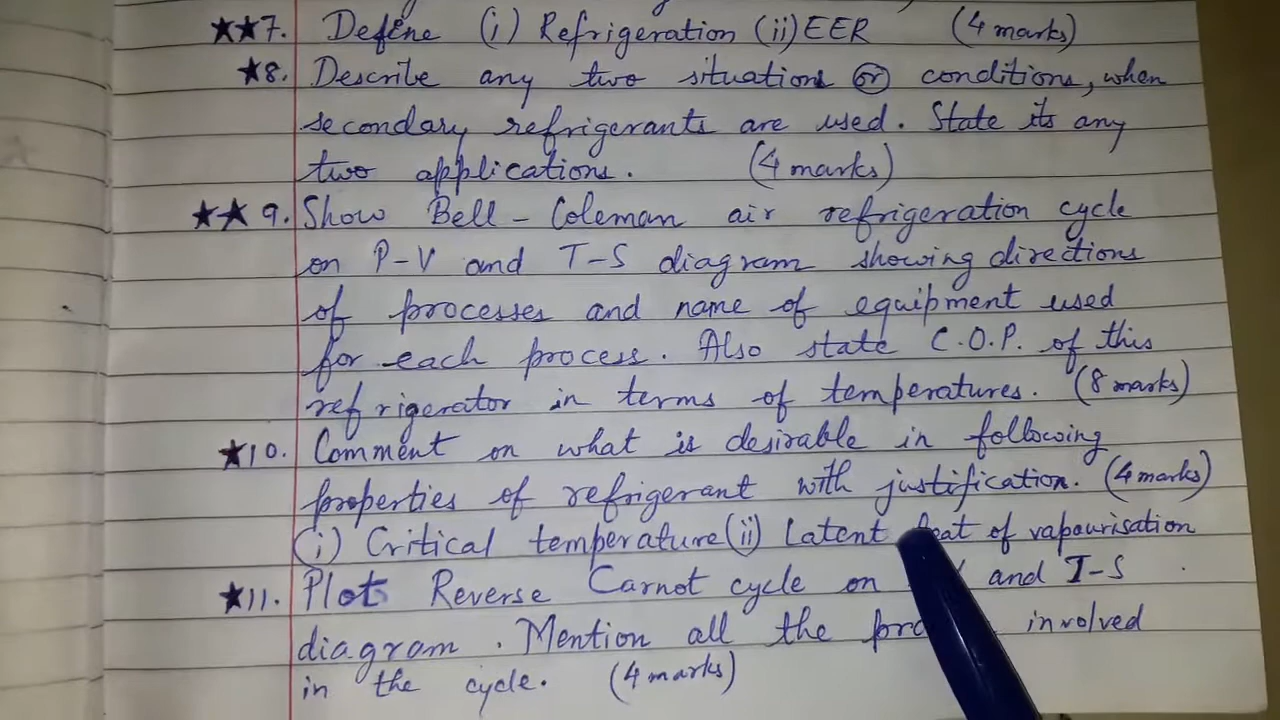 ★★7. Define (i) Refrigeration (ii) EER (4 marks)
★8. Describe any two situations or conditions, when
secondary refrigerants are used. State its any
two applications. (4 marks)
★★9. Show Bell-Coleman air refrigeration cycle
on P-V and T-S diagram showing directions
of processes and name of equipment used
for each process. Also state C.O.P. of this
refrigerator in terms of temperatures. (8 marks)
★10. Comment on what is desirable in following
properties of refrigerant with justification. (4 marks)
(i) Critical temperature (ii) Latent heat of vapourisation
★11. Plot Reverse Carnot cycle on and T-S
diagram. Mention all the involved
in the cycle. (4 marks)